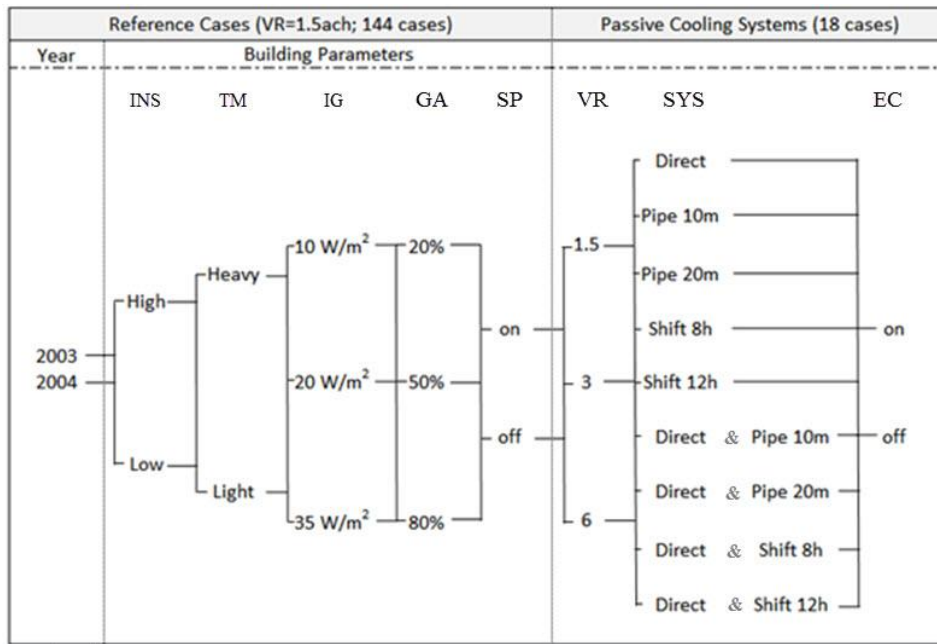 Reference Cases (VR=1.5ach; 144 cases) Passive Cooling Systems (18 cases)
Year Building Parameters
INS TM IG GA SP VR SYS EC
Direct
Pipe 10m
10 W/m² 20% 1.5
Heavy Pipe 20m
High
on Shift 8h on
2003
2004 20 W/m² 50% 3 Shift 12h
off Direct & Pipe 10m off
Low
Light Direct & Pipe 20m
35 W/m² 80% 6
Direct & Shift 8h
Direct & Shift 12h